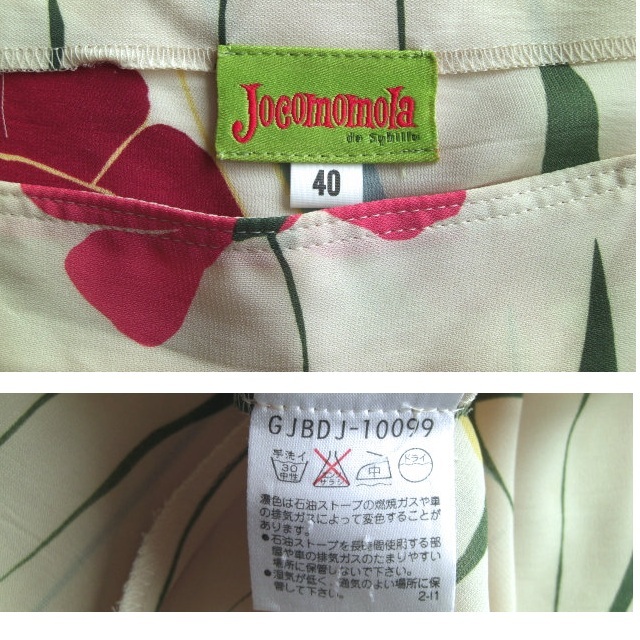 Jocomomola
de Sybilla
40
GJBDJ-10099
手洗イ
30
中性
エンソ
サラシ
中
ドライ
濃色は石油ストーブの燃焼ガスや車
の排気ガスによって変色することが
あります。
●石油ストーブを長時間使用する部
屋や車の排気ガスのたまりやすい
場所に保管しないで下さい。
●湿気が低く、通気のよい場所に保
管して下さい。 2-11